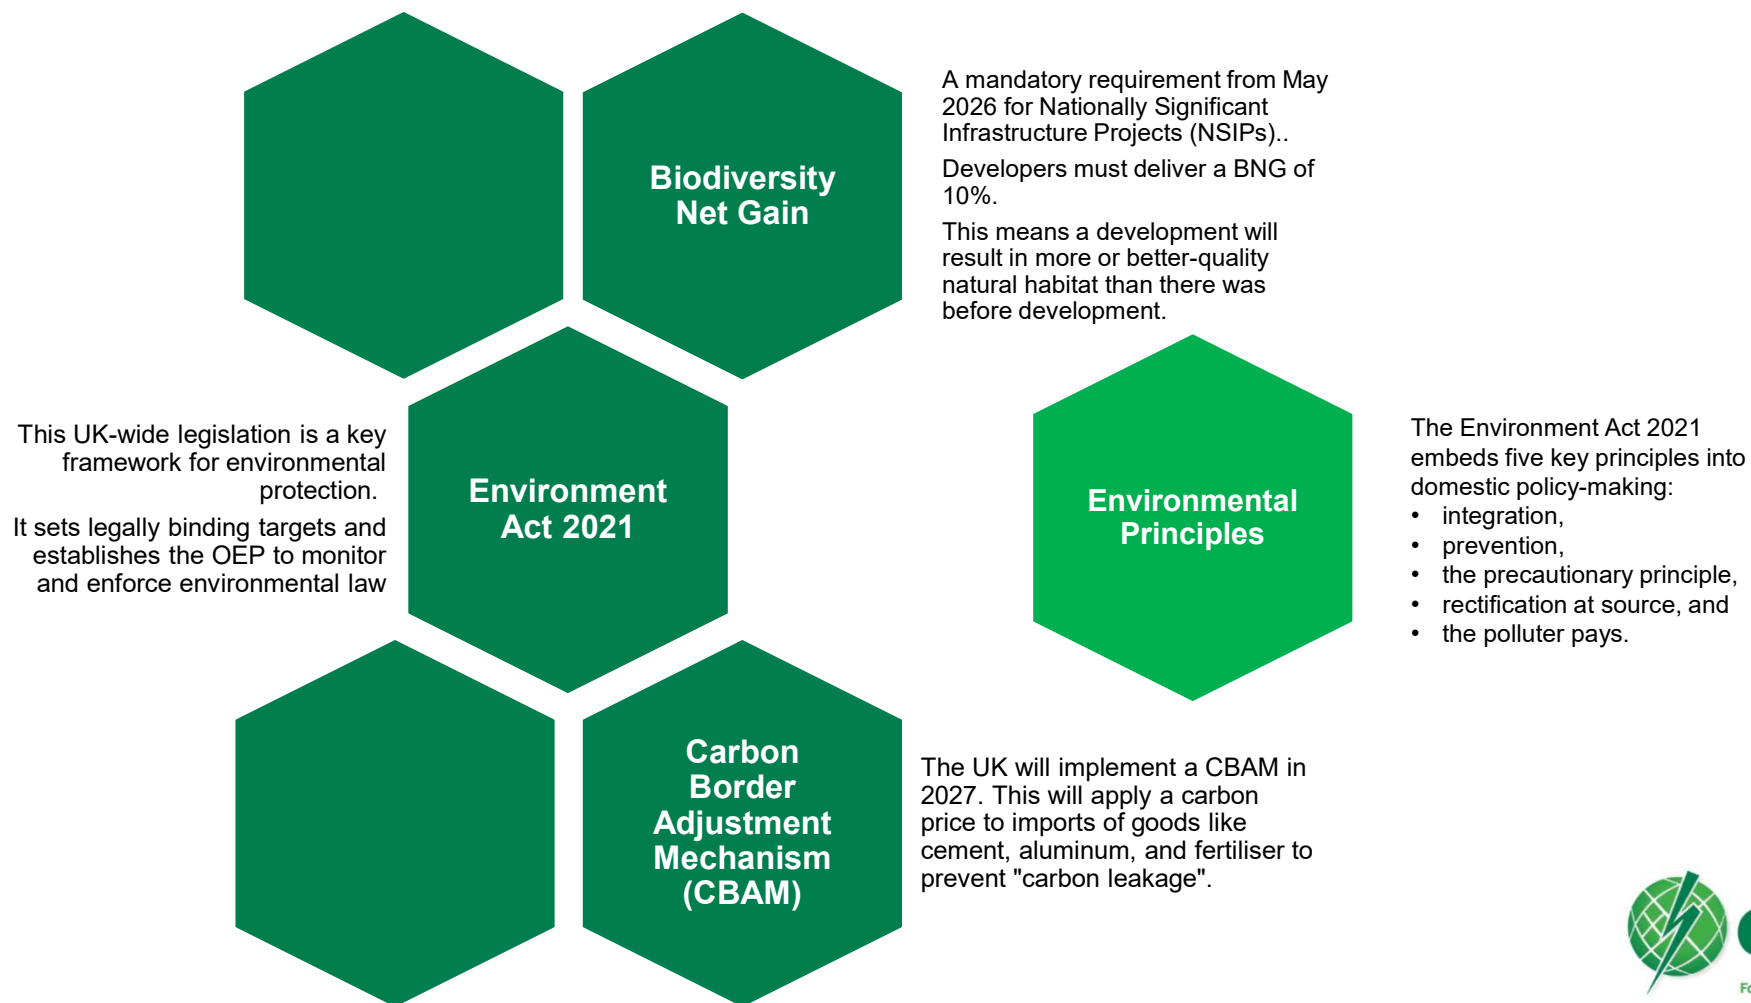 Biodiversity
Net Gain
A mandatory requirement from May
2026 for Nationally Significant
Infrastructure Projects (NSIPs)..
Developers must deliver a BNG of
10%.
This means a development will
result in more or better-quality
natural habitat than there was
before development.
This UK-wide legislation is a key
framework for environmental
protection.
It sets legally binding targets and
establishes the OEP to monitor
and enforce environmental law
Environment
Act 2021
Environmental
Principles
The Environment Act 2021
embeds five key principles into
domestic policy-making:
• integration,
• prevention,
• the precautionary principle,
• rectification at source, and
• the polluter pays.
Carbon
Border
Adjustment
Mechanism
(CBAM)
The UK will implement a CBAM in
2027. This will apply a carbon
price to imports of goods like
cement, aluminum, and fertiliser to
prevent "carbon leakage".